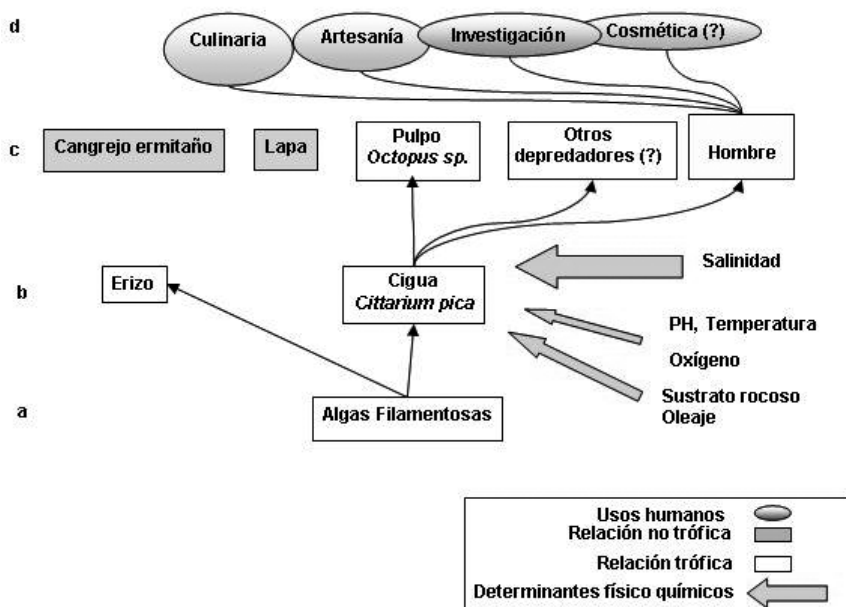 d
Culinaria
Artesanía
Investigación
Cosmética (?)
c
Cangrejo ermitaño
Lapa
Pulpo
Octopus sp.
Otros
depredadores (?)
Hombre
b
Erizo
Cigua
Cittarium pica
Salinidad
PH, Temperatura
Oxígeno
Sustrato rocoso
Oleaje
a
Algas Filamentosas
Usos humanos
Relación no trófica
Relación trófica
Determinantes físico químicos